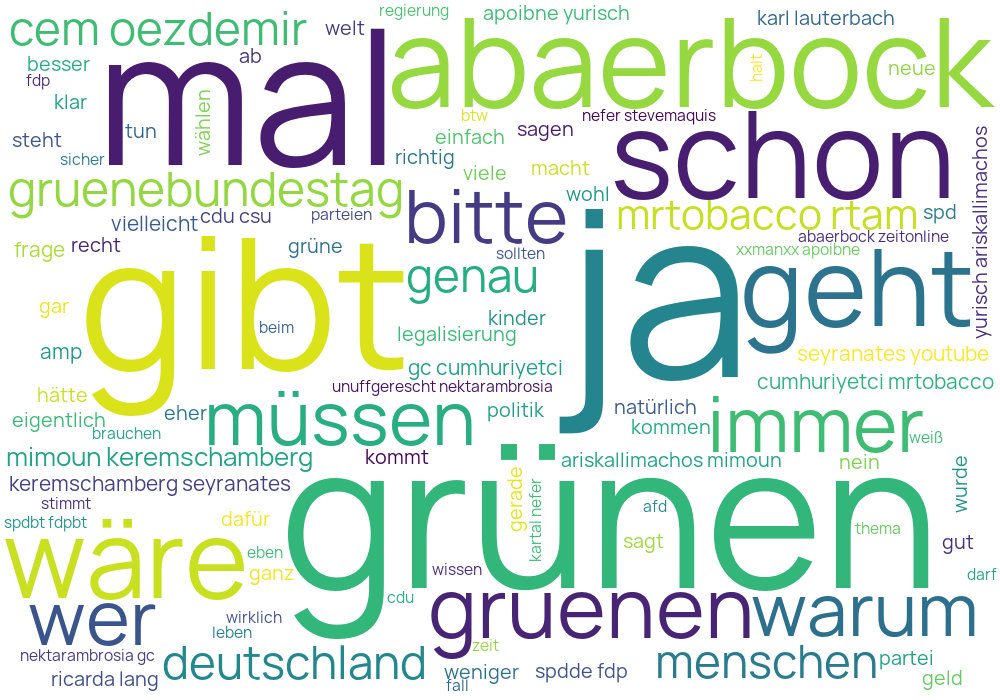 regierung
apoibne yurisch
karl lauterbach
cem oezdemir
welt
mal
abaerbock
ab
besser
fdp
halt
neue
klar
wählen
btw
nefer stevemaquis
schon
steht
tun
einfach
sagen
sicher
richtig
viele
macht
yurisch ariskallimachos
gruenebundestag
bitte
wohl
mrtobacco rtam
spd
vielleicht
cdu csu
parteien
frage
recht
grüne
sollten
abaerbock zeitonline
xxmanxx apoibne
gibt
ja
geht
genau
gar
beim
kinder
legalisierung
amp
gc cumhuriyetci
seyranates youtube
unuffgerescht nektarambrosia
cumhuriyetci mrtobacco
hätte
eigentlich
eher
müssen
politik
natürlich
immer
brauchen
kommen
weiß
mimoun keremschamberg
kommt
ariskallimachos mimoun
nein
keremschamberg seyranates
grünen
gerade
kartal nefer
wurde
stimmt
afd
spdbt fdpbt
dafür
thema
wäre
eben
sagt
gut
ganz
wissen
darf
cdu
wer
gruenen
warum
wirklich
leben
zeit
nektarambrosia gc
deutschland
menschen
partei
ricarda lang
weniger
spdde fdp
geld
fall